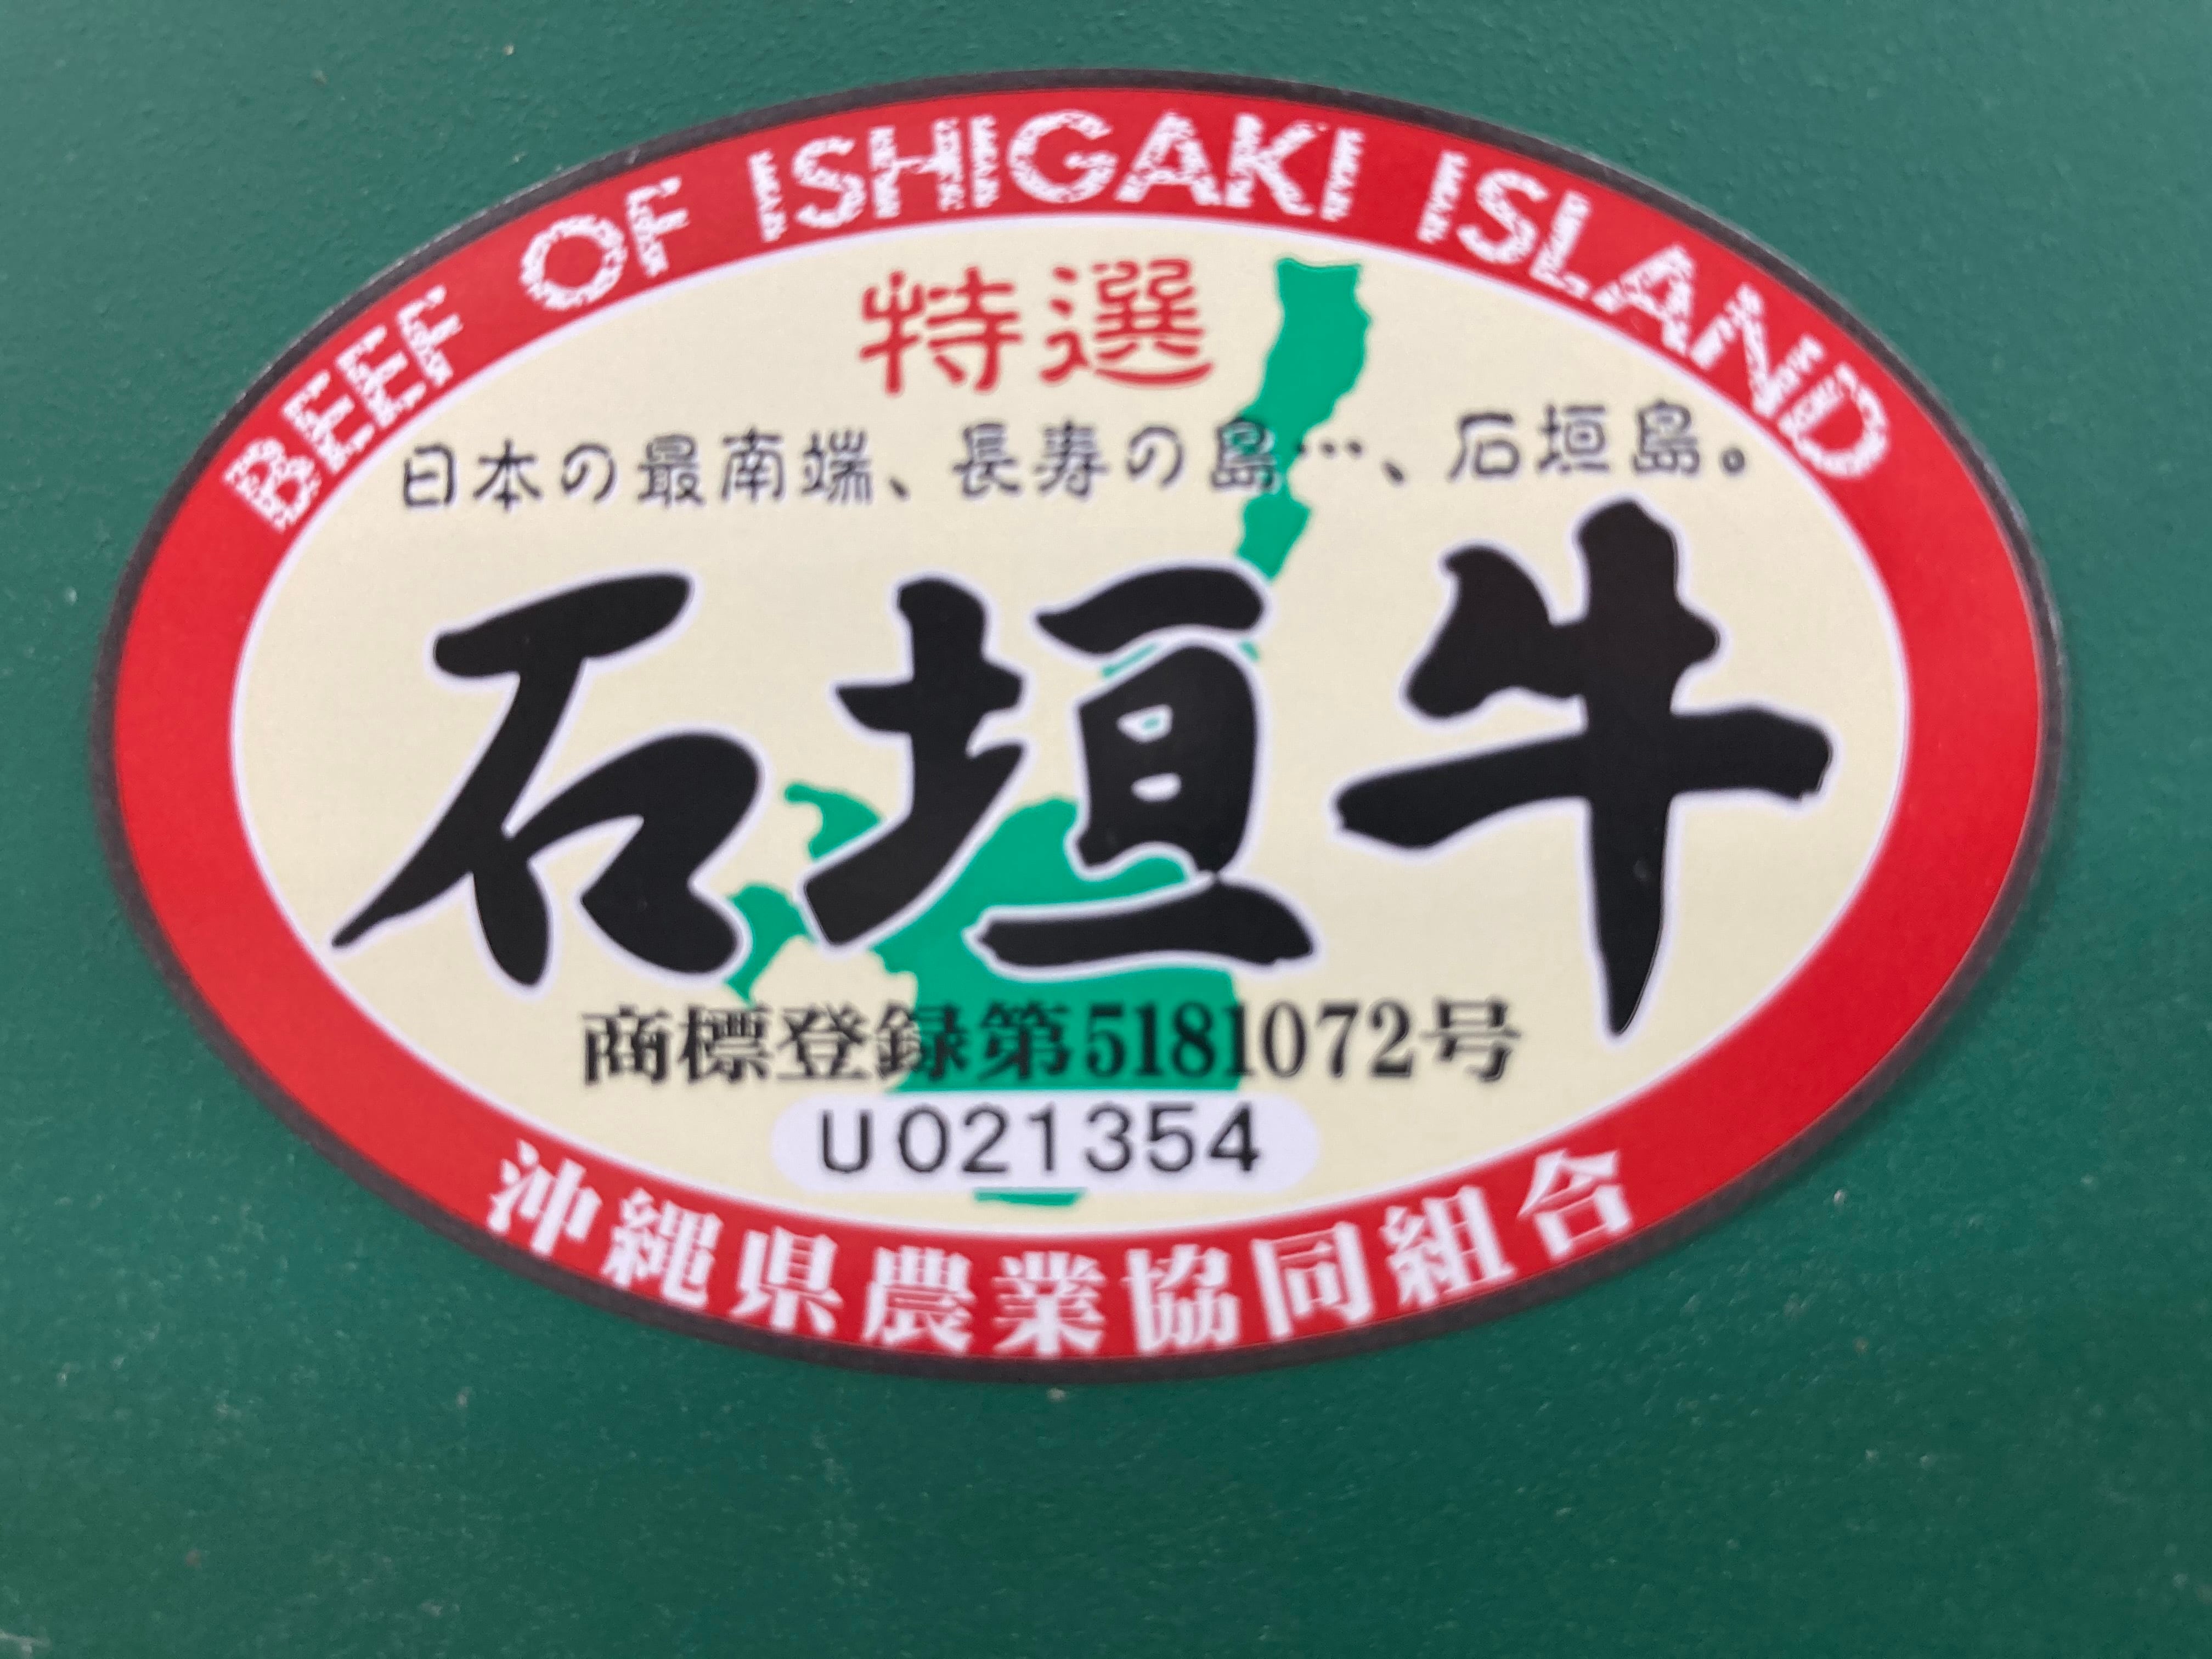 BEEF OF ISHIGAKI ISLAND
特選
日本の最南端、長寿の島…、石垣島。
石垣牛
商標登録第5181072号
U021354
沖縄県農業協同組合